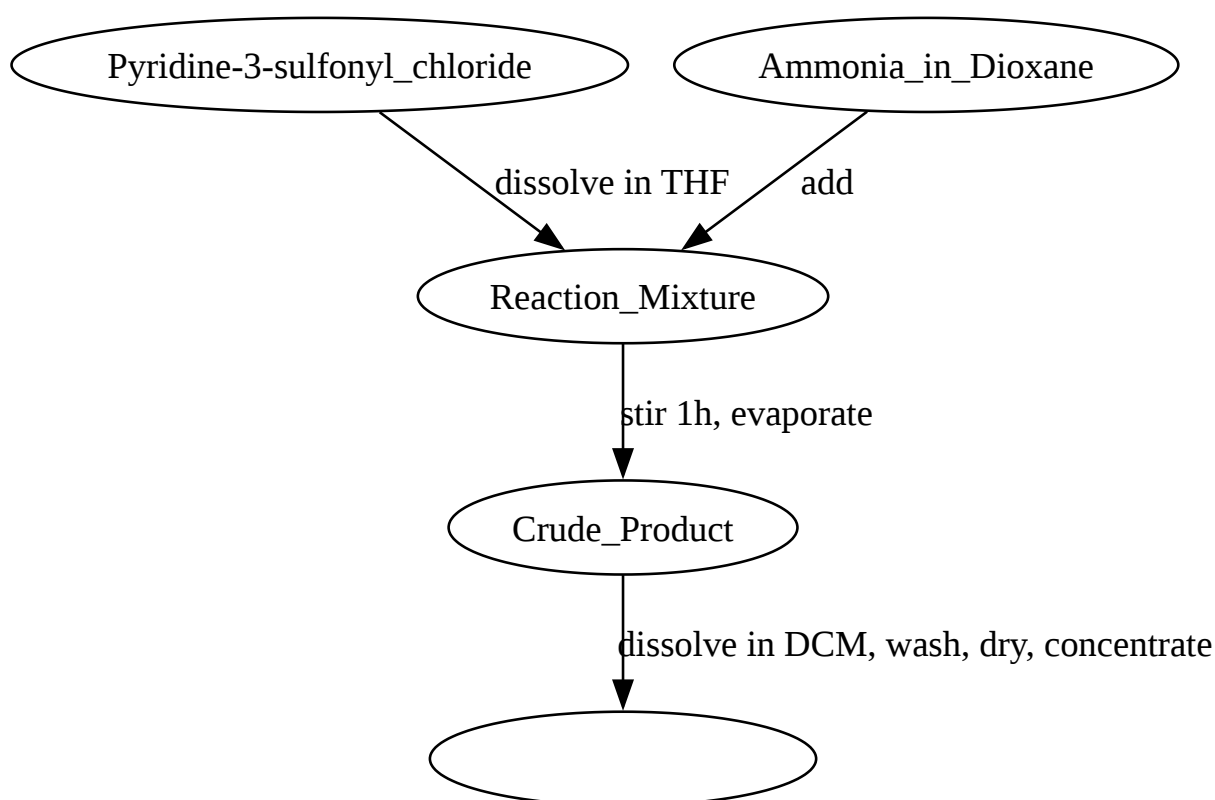 Pyridine-3-sulfonyl_chloride
Ammonia_in_Dioxane
dissolve in THF
add
Reaction_Mixture
stir 1h, evaporate
Crude_Product
dissolve in DCM, wash, dry, concentrate